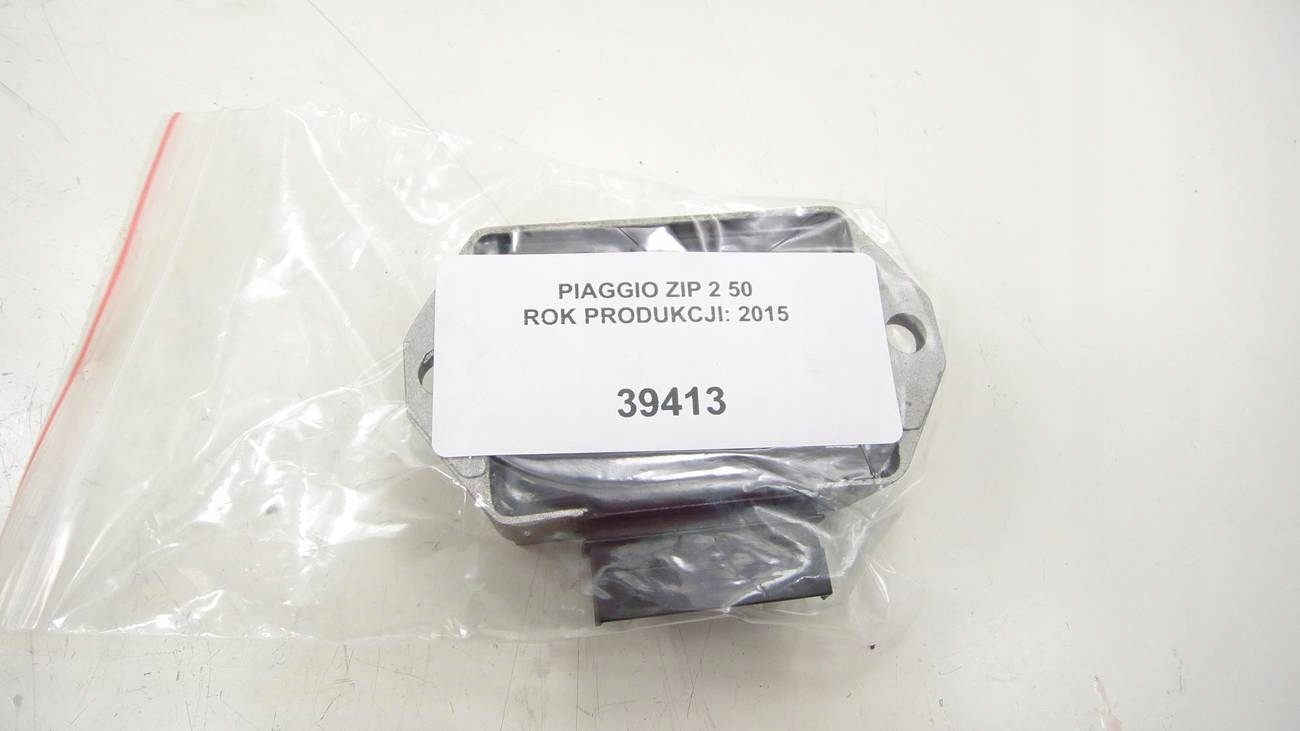 PIAGGIO ZIP 2 50
ROK PRODUKCJI: 2015
39413